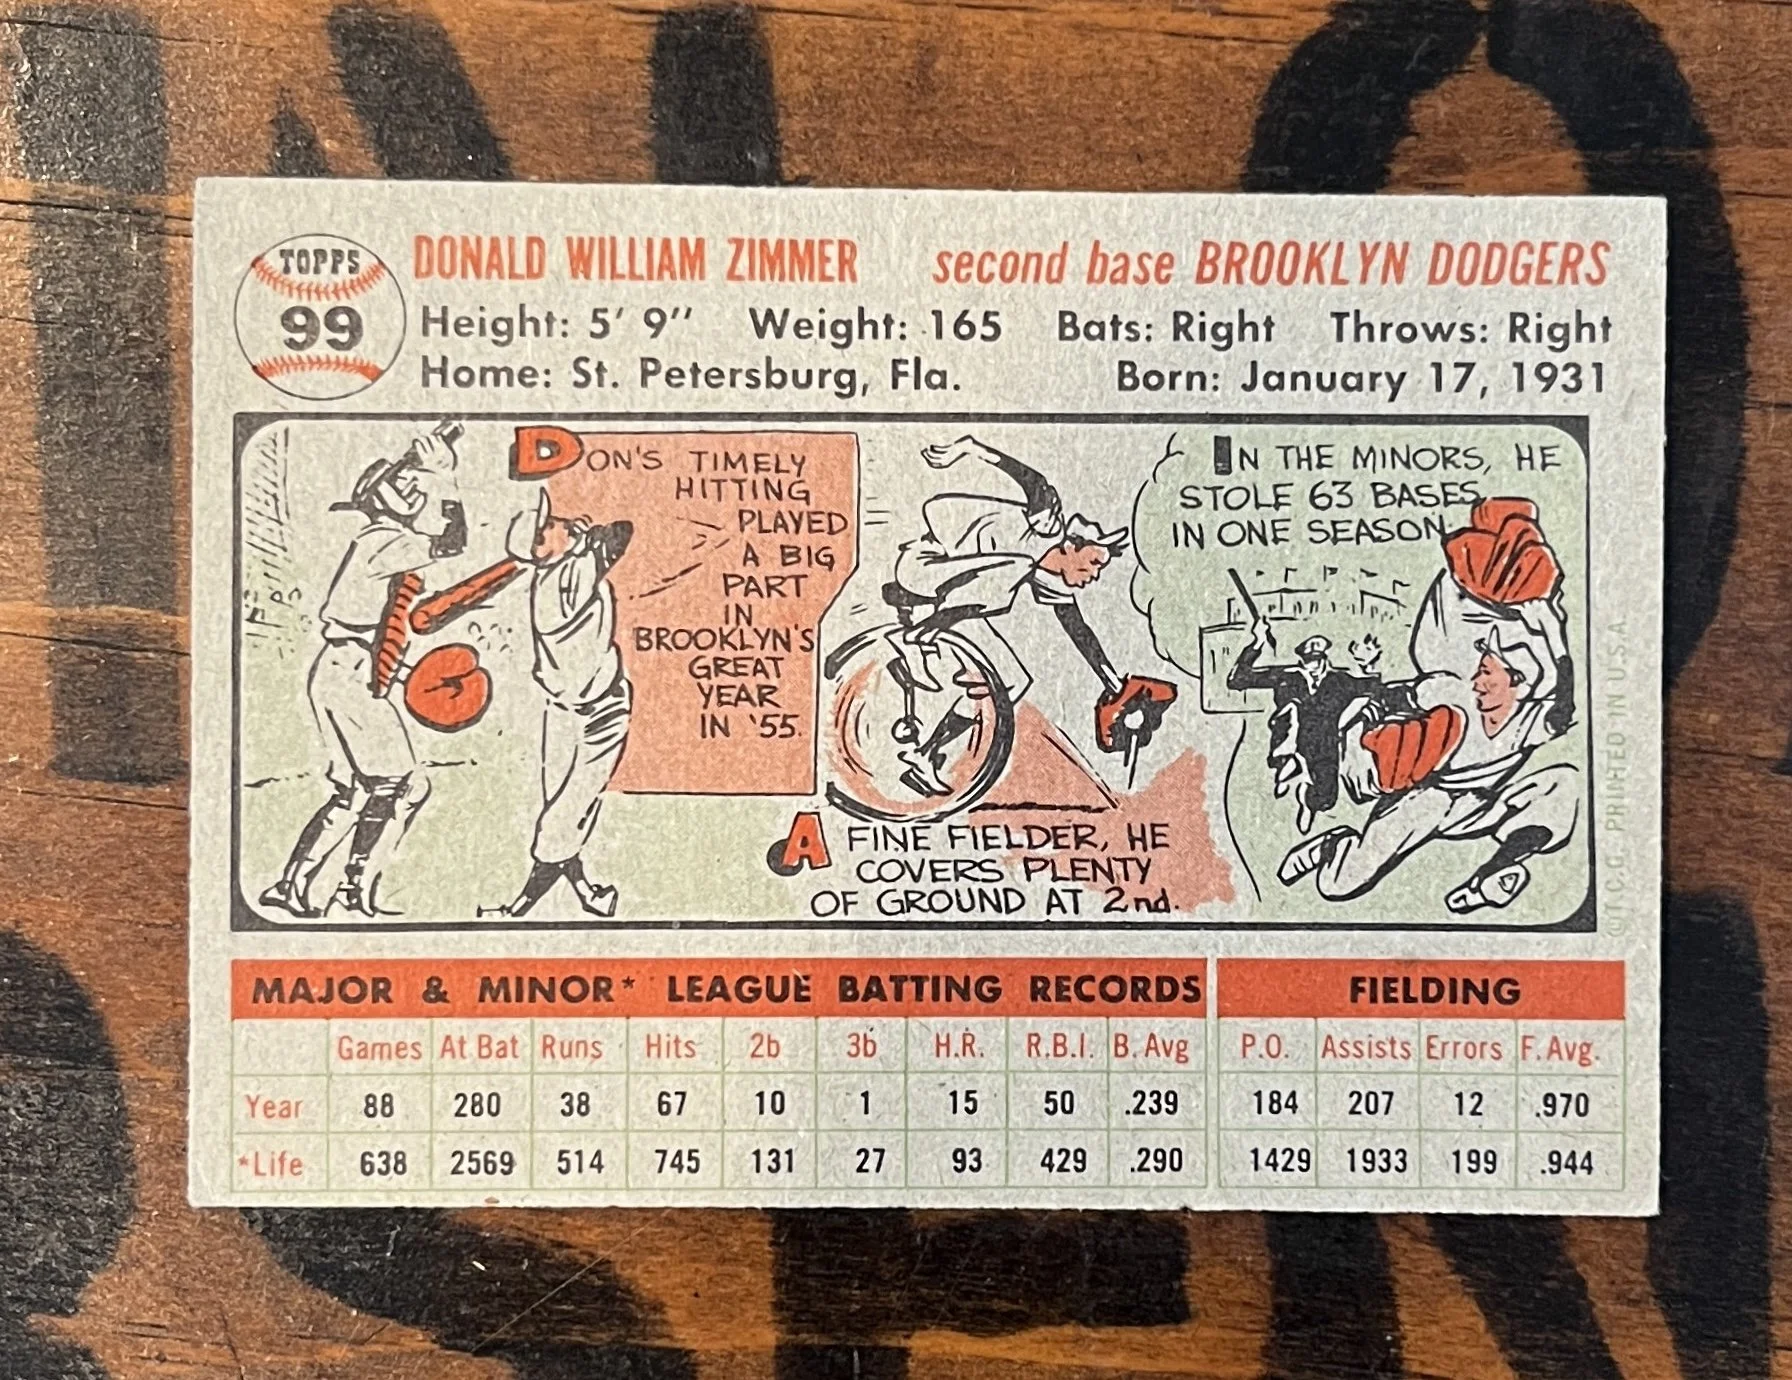 TOPPS
99
DONALD WILLIAM ZIMMER second base BROOKLYN DODGERS
Height: 5' 9" Weight: 165 Bats: Right Throws: Right
Home: St. Petersburg, Fla. Born: January 17, 1931
DON'S TIMELY
HITTING
PLAYED
A BIG
PART
IN
BROOKLYN'S
GREAT
YEAR
IN '55.
A FINE FIELDER, HE
COVERS PLENTY
OF GROUND AT 2nd.
IN THE MINORS, HE
STOLE 63 BASES
IN ONE SEASON
©T.C.G. PRINTED IN U.S.A.
MAJOR & MINOR* LEAGUE BATTING RECORDS FIELDING
Games At Bat Runs Hits 2b 3b H.R. R.B.I. B. Avg P.O. Assists Errors F. Avg.
Year 88 280 38 67 10 1 15 50 .239 184 207 12 .970
*Life 638 2569 514 745 131 27 93 429 .290 1429 1933 199 .944